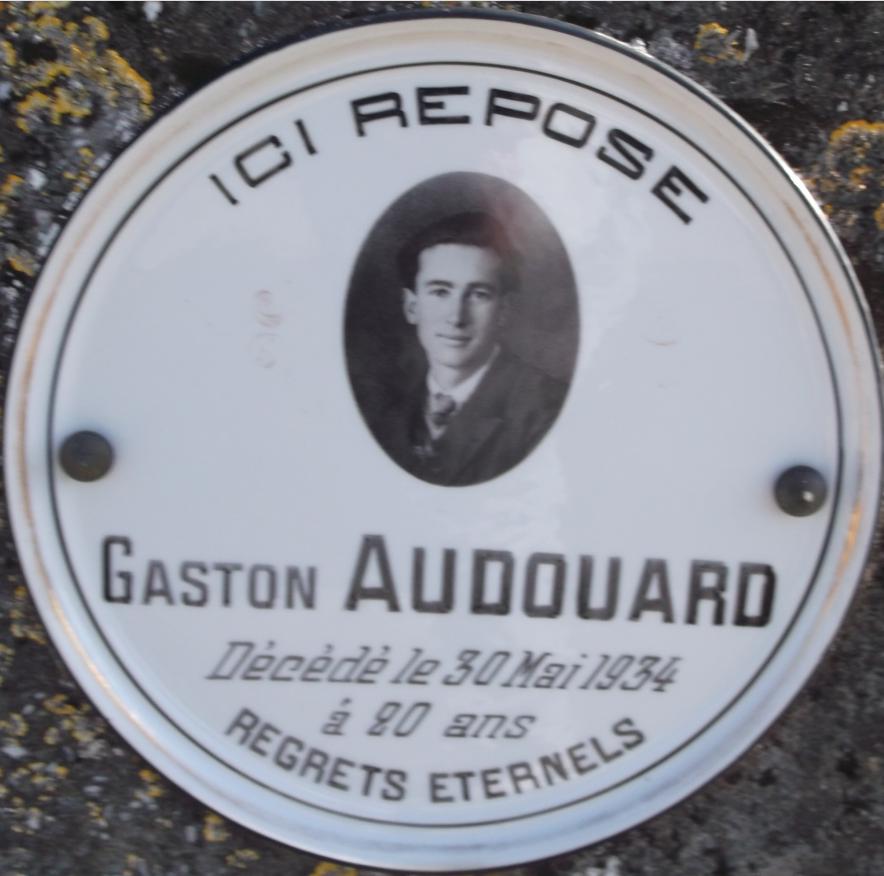 ICI REPOSE
GASTON AUDOUARD
Décédé le 30 Mai 1934
à 20 ans
REGRETS ETERNELS